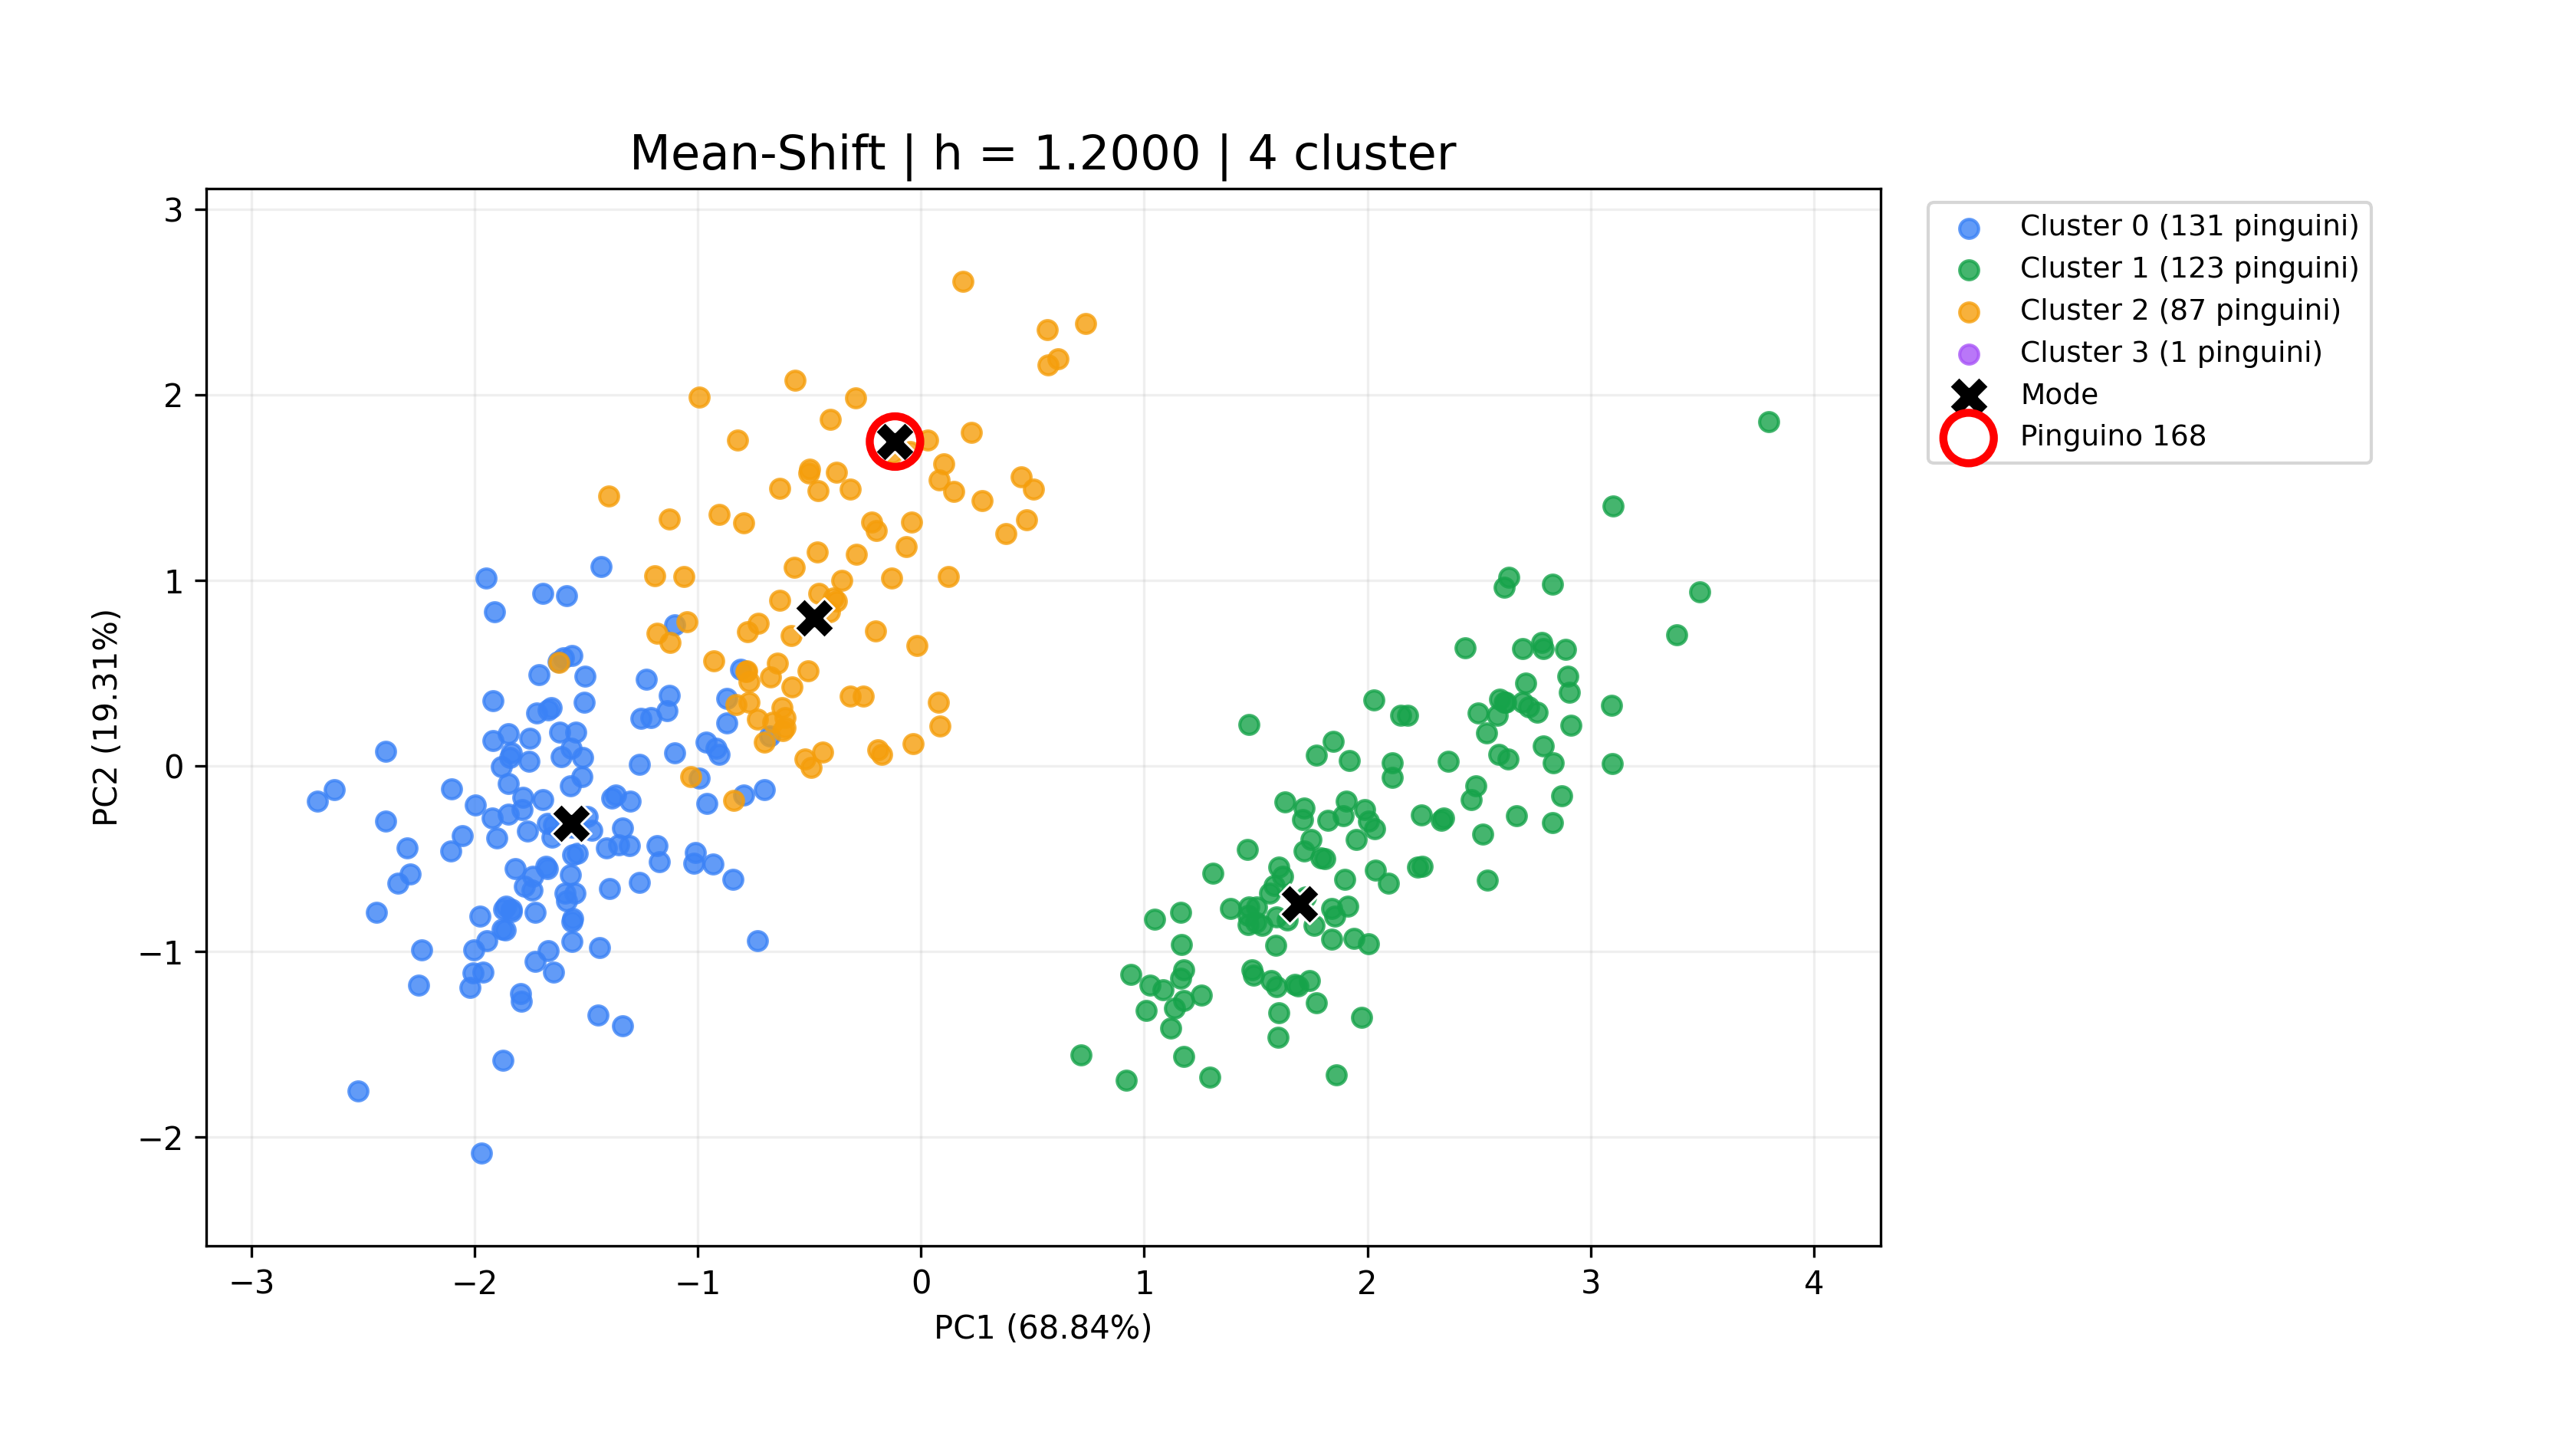 Mean-Shift | h = 1.2000 | 4 cluster
3
2
1
0
−1
−2
PC2 (19.31%)
−3 −2 −1 0 1 2 3 4
PC1 (68.84%)
Cluster 0 (131 pinguini)
Cluster 1 (123 pinguini)
Cluster 2 (87 pinguini)
Cluster 3 (1 pinguini)
Mode
Pinguino 168